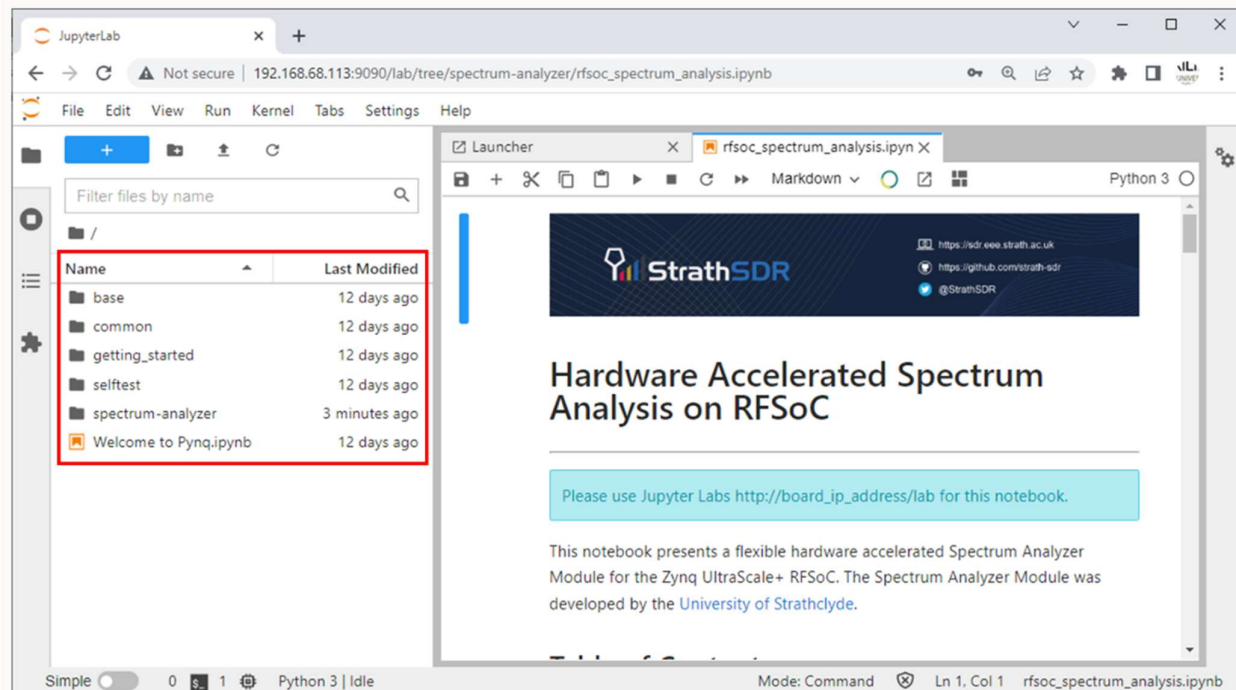 JupyterLab
Not secure
192.168.68.113:9090/lab/tree/spectrum-analyzer/rfsoc_spectrum_analysis.ipynb
File Edit View Run Kernel Tabs Settings Help
Filter files by name
/
Name Last Modified
base 12 days ago
common 12 days ago
getting_started 12 days ago
selftest 12 days ago
spectrum-analyzer 3 minutes ago
Welcome to Pynq.ipynb 12 days ago
Launcher
rfsoc_spectrum_analysis.ipyn
Markdown
Python 3
StrathSDR
https://sdr.eee.strath.ac.uk
https://github.com/strath-sdr
@StrathSDR
Hardware Accelerated Spectrum
Analysis on RFSoC
Please use Jupyter Labs http://board_ip_address/lab for this notebook.
This notebook presents a flexible hardware accelerated Spectrum Analyzer
Module for the Zynq UltraScale+ RFSoC. The Spectrum Analyzer Module was
developed by the University of Strathclyde.
Simple 0 1 Python 3 | Idle Mode: Command Ln 1, Col 1 rfsoc_spectrum_analysis.ipynb